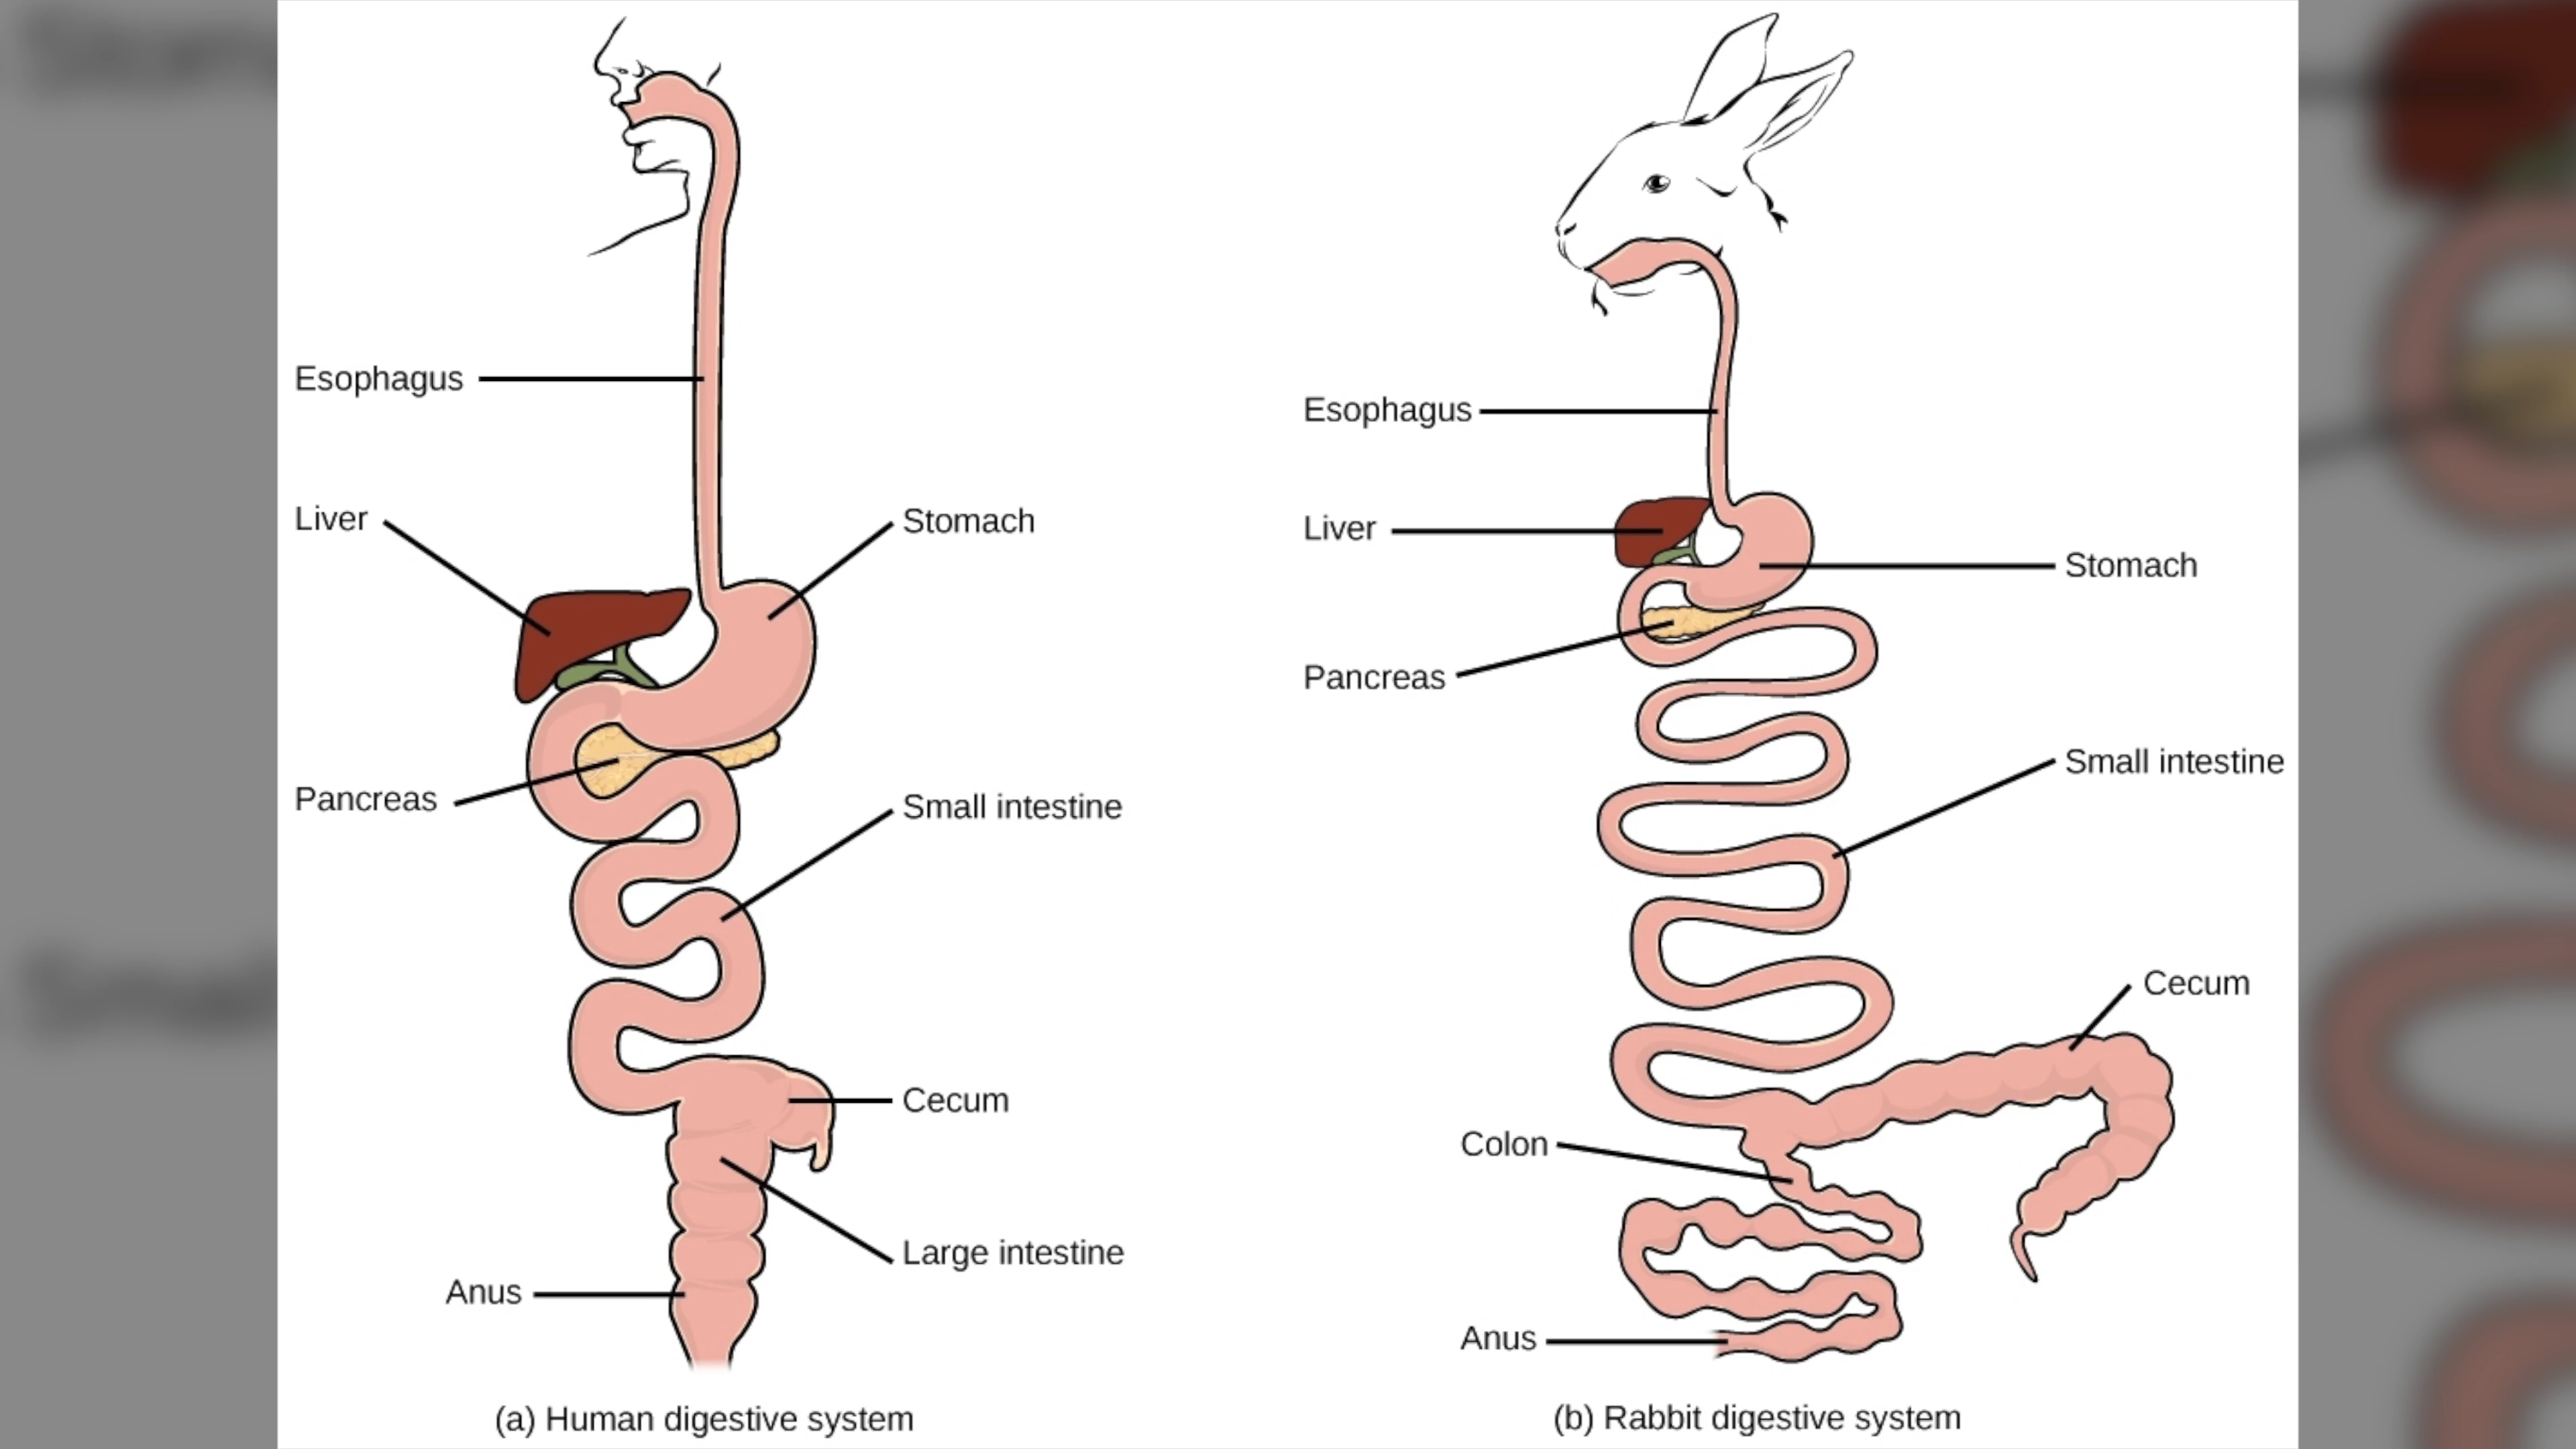 Esophagus
Liver
Stomach
Pancreas
Small intestine
Cecum
Large intestine
Anus
(a) Human digestive system
Esophagus
Liver
Stomach
Pancreas
Small intestine
Cecum
Colon
Anus
(b) Rabbit digestive system